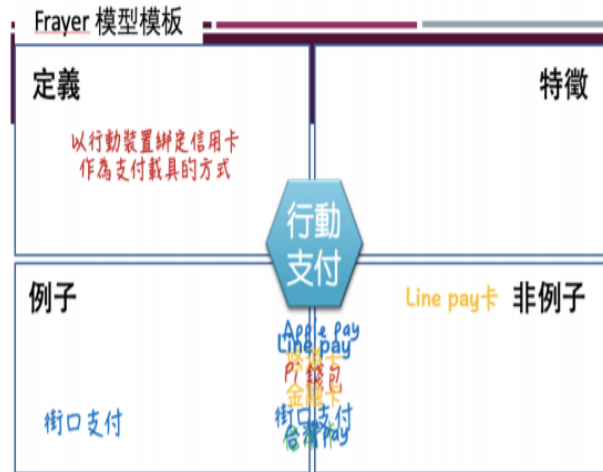 Frayer 模型模板
定義
特徵
以行動裝置綁定信用卡
作為支付載具的方式
行動
支付
例子
Line pay卡
非例子
Apple pay
Line pay
Pi 錢包
金融卡
街口支付
街口支付
台灣Pay